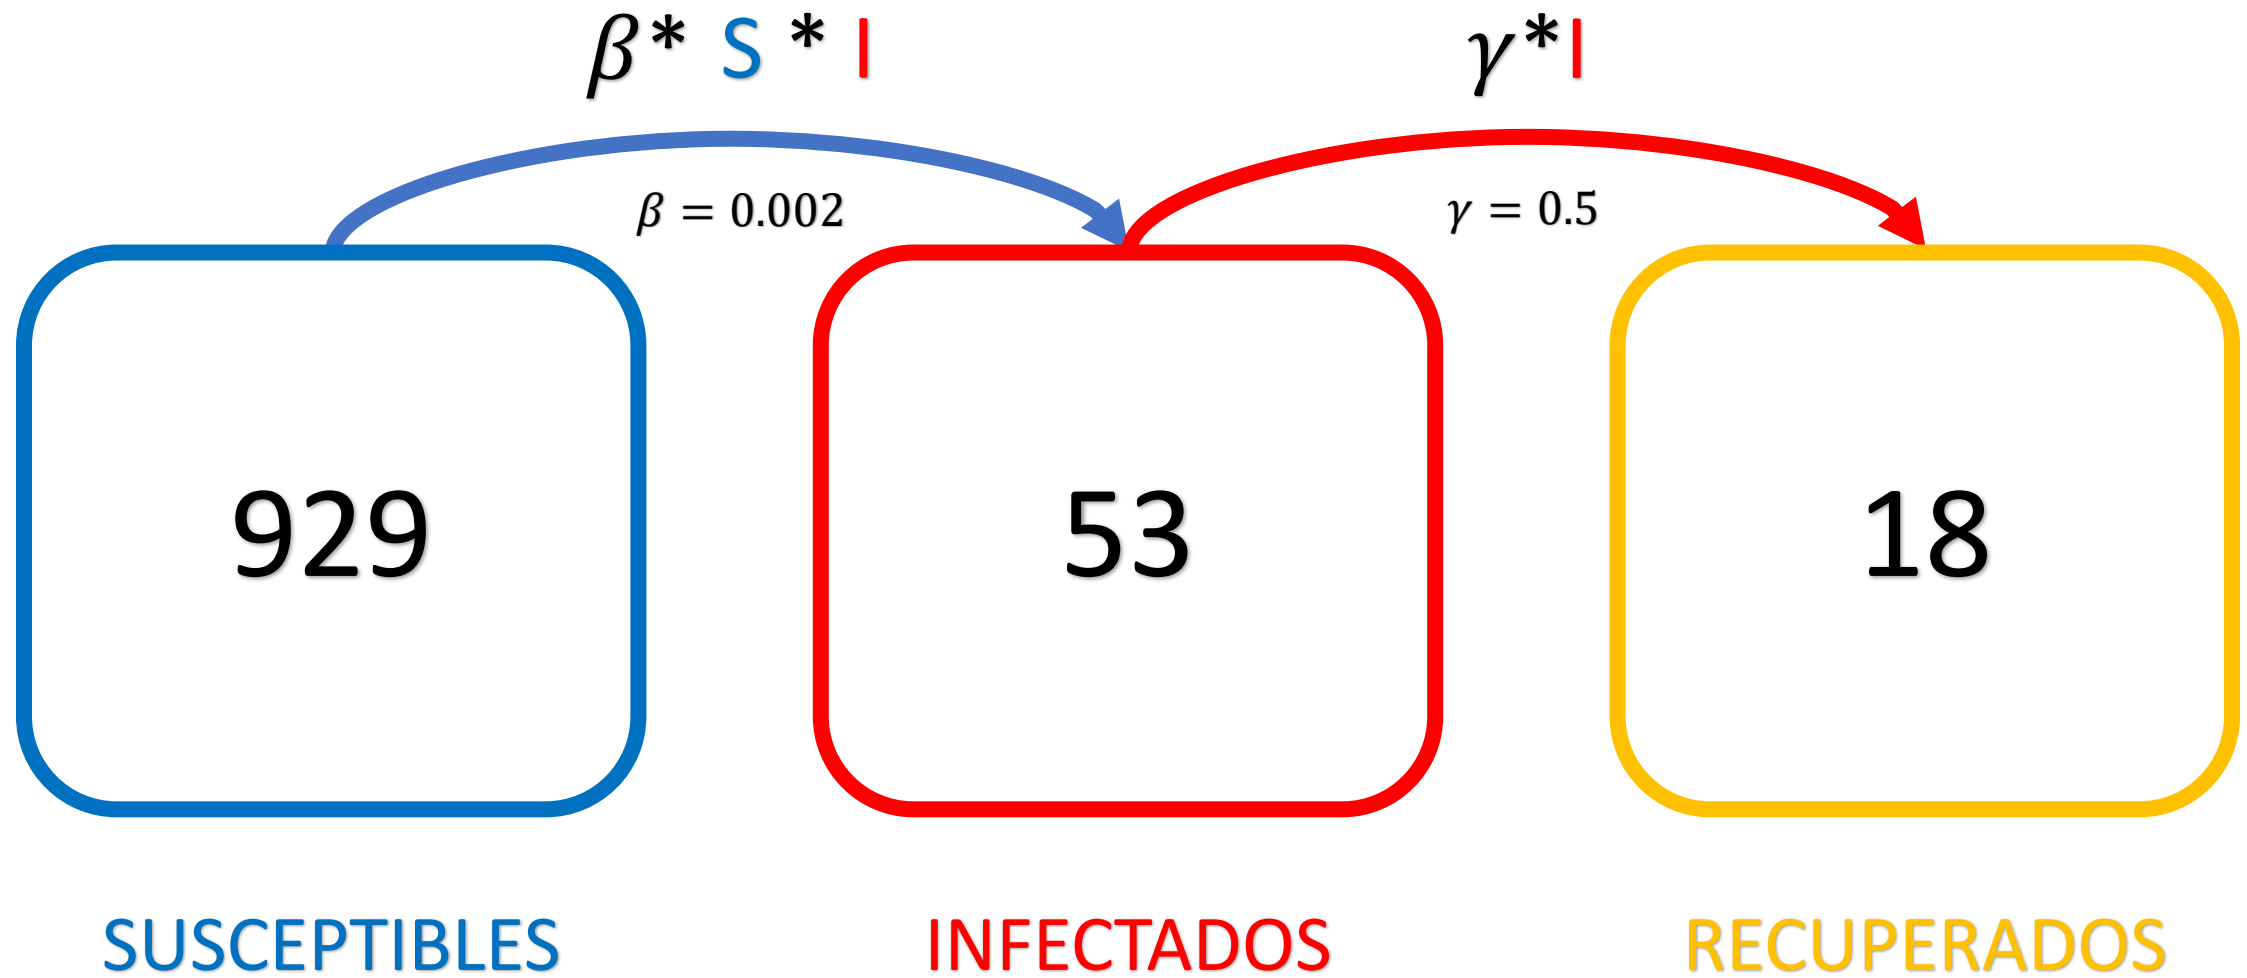 β* S * I
γ*I
β = 0.002
γ = 0.5
929
53
18
SUSCEPTIBLES
INFECTADOS
RECUPERADOS